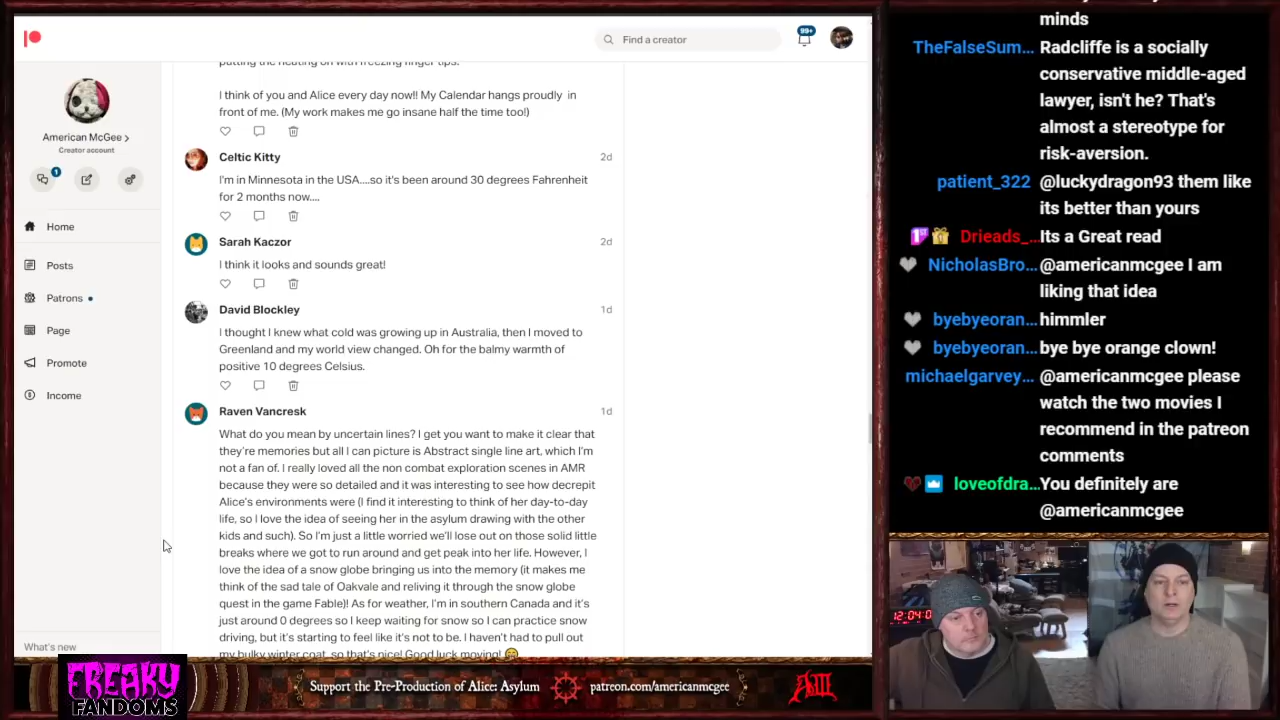 Find a creator
99+
American McGee
Creator account
1
Home
Posts
Patrons
Page
Promote
Income
What's new
putting the heating on with freezing finger tips.
I think of you and Alice every day now!! My Calendar hangs proudly in
front of me. (My work makes me go insane half the time too!)
Celtic Kitty 2d
I'm in Minnesota in the USA....so it's been around 30 degrees Fahrenheit
for 2 months now....
Sarah Kaczor 2d
I think it looks and sounds great!
David Blockley 1d
I thought I knew what cold was growing up in Australia, then I moved to
Greenland and my world view changed. Oh for the balmy warmth of
positive 10 degrees Celsius.
Raven Vancresk 1d
What do you mean by uncertain lines? I get you want to make it clear that
they're memories but all I can picture is Abstract single line art, which I'm
not a fan of. I really loved all the non combat exploration scenes in AMR
because they were so detailed and it was interesting to see how decrepit
Alice's environments were (I find it interesting to think of her day-to-day
life, so I love the idea of seeing her in the asylum drawing with the other
kids and such). So I'm just a little worried we'll lose out on those solid little
breaks where we got to run around and get peak into her life. However, I
love the idea of a snow globe bringing us into the memory (it makes me
think of the sad tale of Oakvale and reliving it through the snow globe
quest in the game Fable)! As for weather, I'm in southern Canada and it's
just around 0 degrees so I keep waiting for snow so I can practice snow
driving, but it's starting to feel like it's not to be. I haven't had to pull out
my bulky winter coat, so that's nice! Good luck moving!
minds
TheFalseSum... Radcliffe is a socially
conservative middle-aged
lawyer, isn't he? That's
almost a stereotype for
risk-aversion.
patient_322 @luckydragon93 them like
its better than yours
Drieads_... Its a Great read
NicholasBro... @americanmcgee I am
liking that idea
byebyeoran... himmler
byebyeoran... bye bye orange clown!
michaelgarvey... @americanmcgee please
watch the two movies I
recommend in the patreon
comments
loveofdra... You definitely are
@americanmcgee
12:04:0
FREAKY
FANDOMS
Support the Pre-Production of Alice: Asylum
patreon.com/americanmcgee